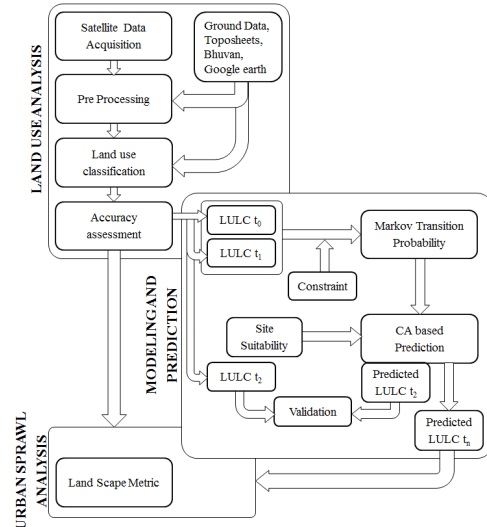 LAND USE ANALYSIS
Satellite Data
Acquisition
Ground Data,
Toposheets,
Bhuvan,
Google earth
Pre Processing
Land use
classification
Accuracy
assessment
MODELING AND
PREDICTION
LULC t0
LULC t1
Markov Transition
Probability
Constraint
Site
Suitability
CA based
Prediction
LULC t2
Predicted
LULC t2
Validation
Predicted
LULC tn
URBAN SPRAWL
ANALYSIS
Land Scape Metric